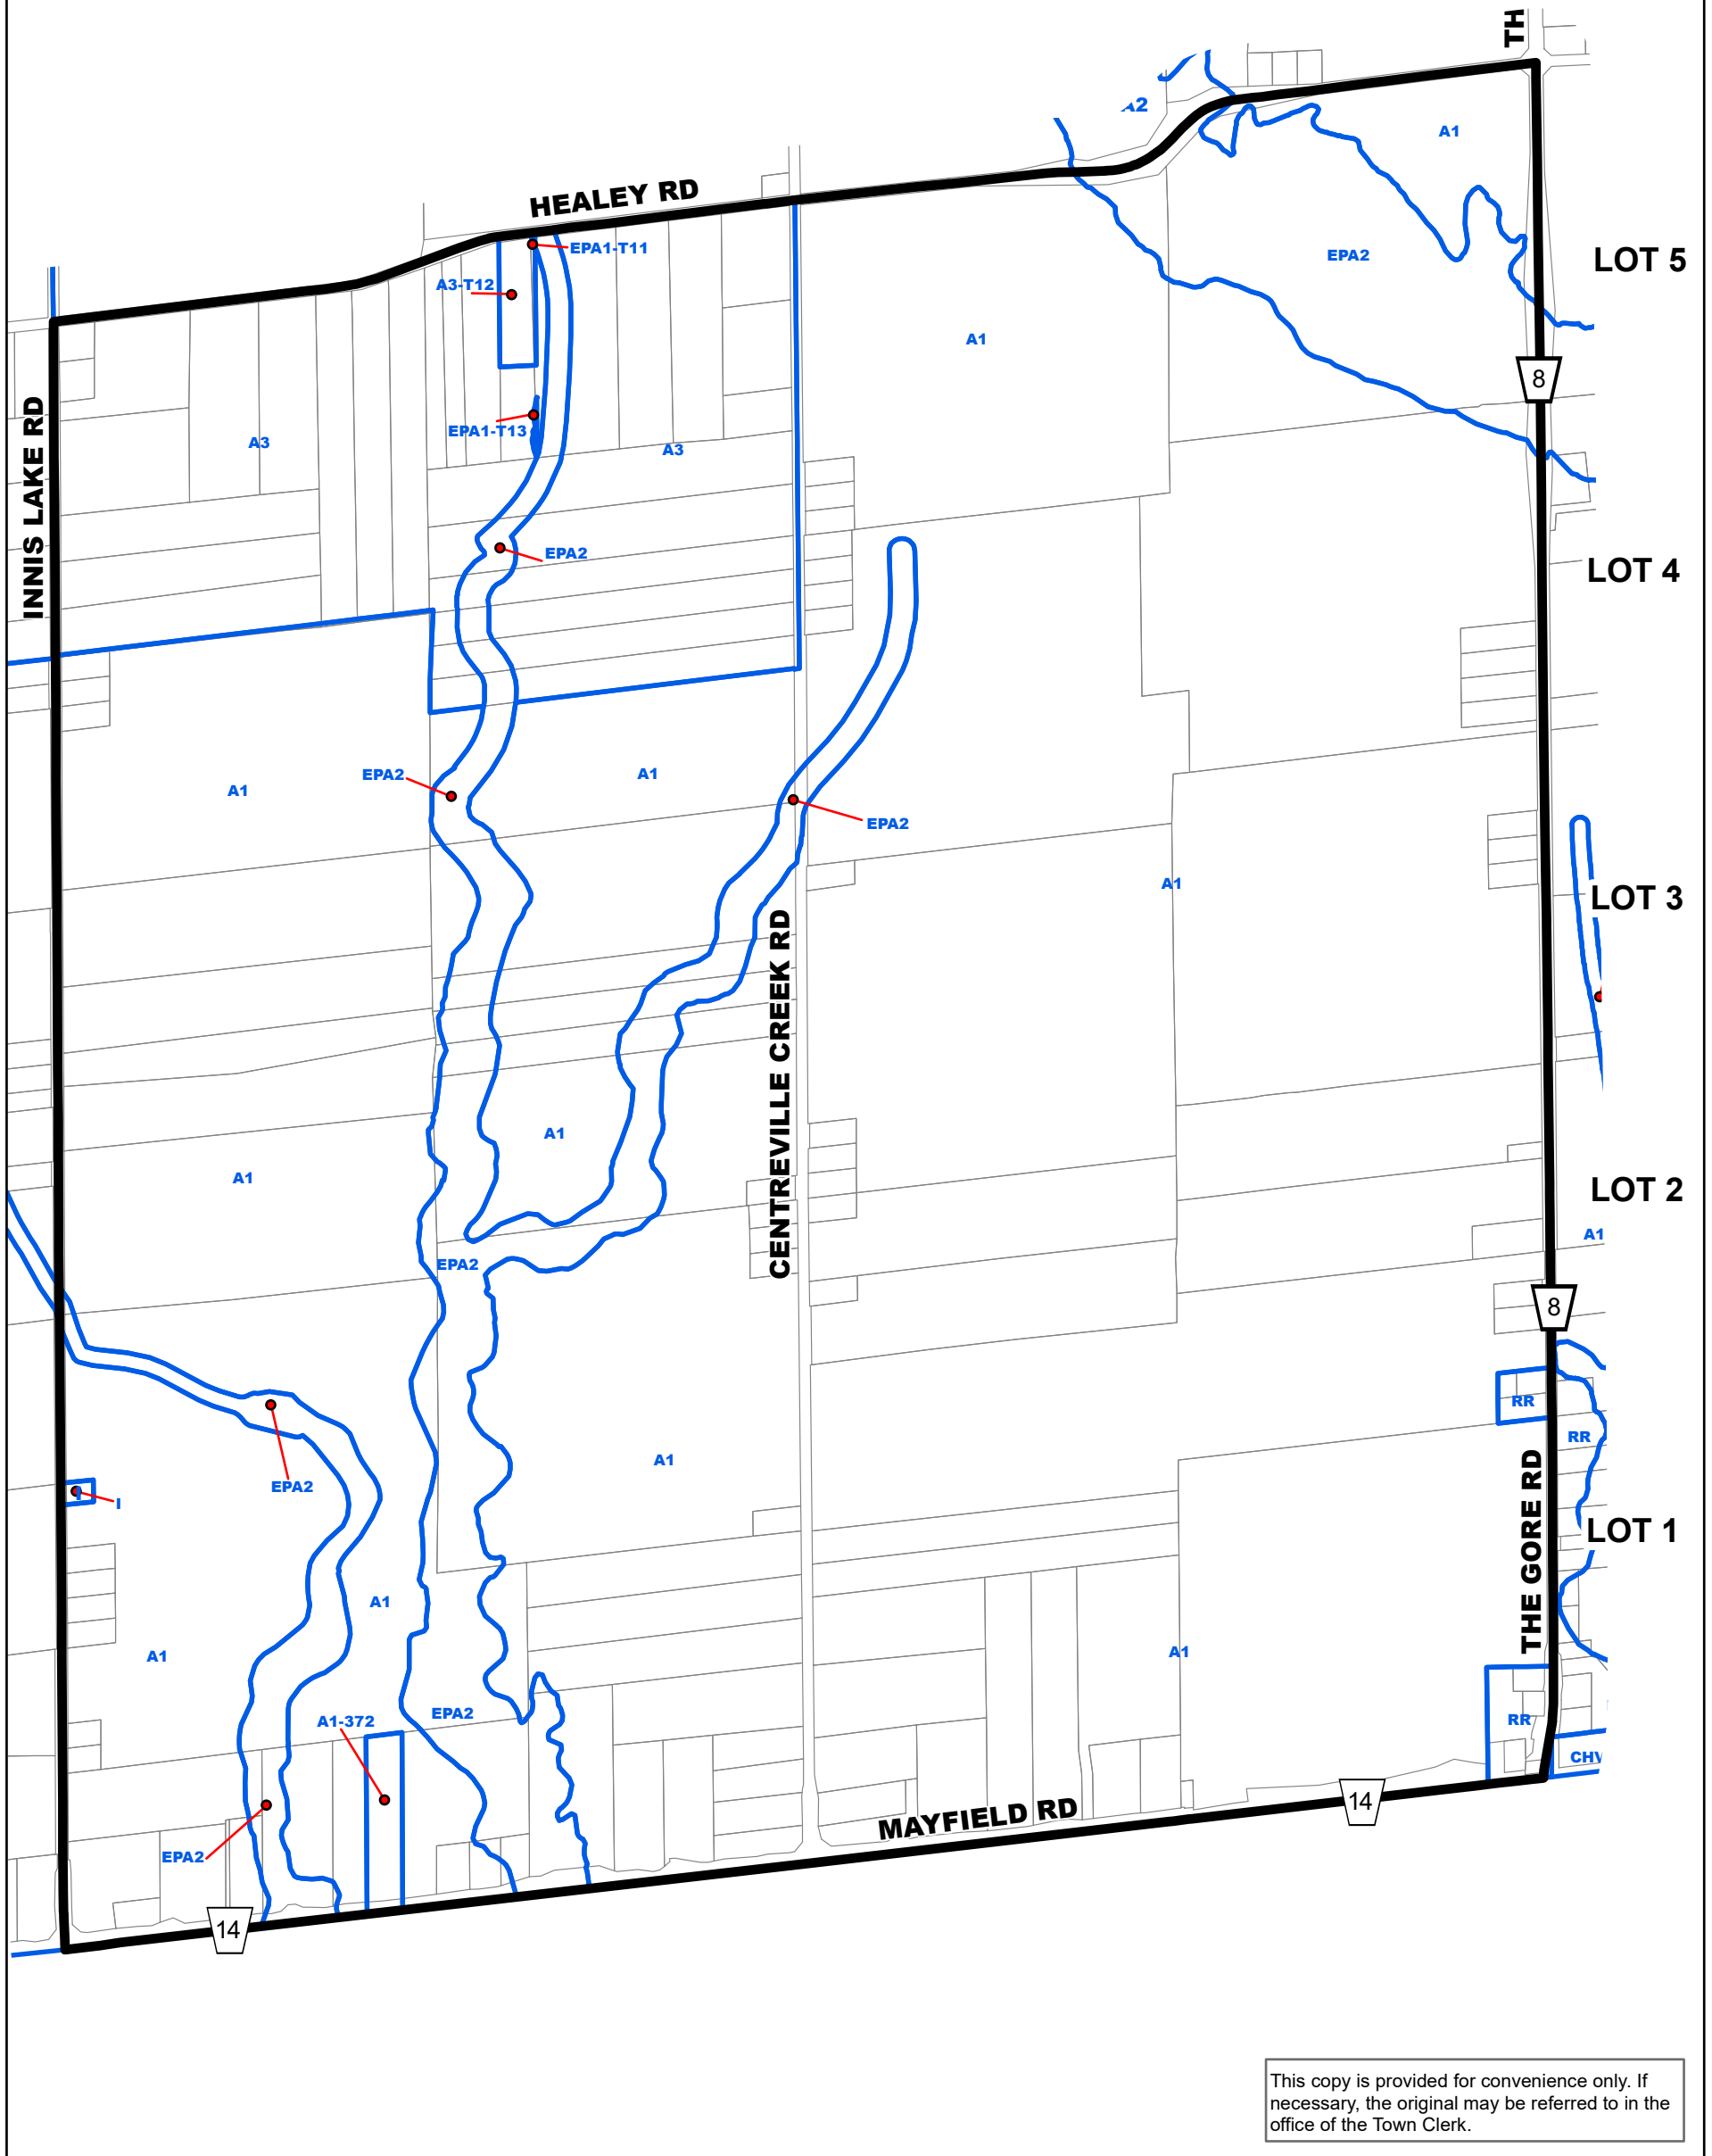 TH
A2
A1
HEALEY RD
EPA1-T11
EPA2
LOT 5
A3-T12
A1
8
INNIS LAKE RD
EPA1-T13
A3
A3
EPA2
LOT 4
EPA2
A1
A1
EPA2
A1
LOT 3
CENTREVILLE CREEK RD
A1
A1
LOT 2
A1
EPA2
8
RR
RR
A1
EPA2
I
I
LOT 1
THE GORE RD
A1
A1
A1
EPA2
A1-372
RR
CHV
14
MAYFIELD RD
EPA2
14
This copy is provided for convenience only. If
necessary, the original may be referred to in the
office of the Town Clerk.